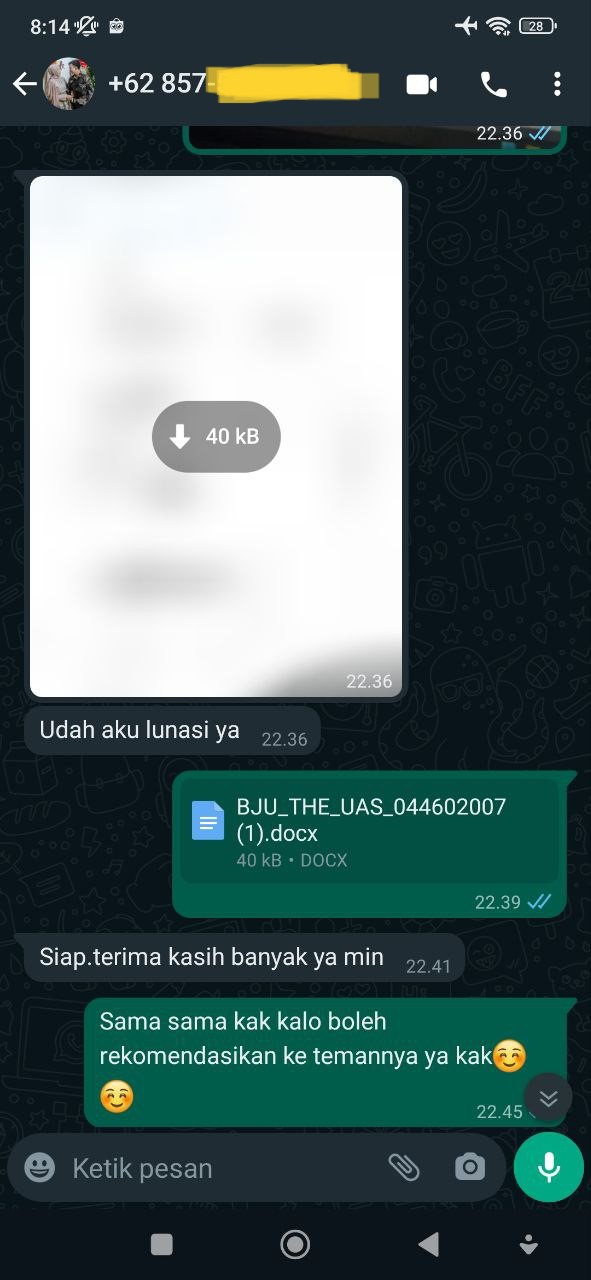 8:14
28
+62 857-
22.36
40 kB
22.36
Udah aku lunasi ya 22.36
BJU_THE_UAS_044602007
(1).docx
40 kB • DOCX
22.39
Siap.terima kasih banyak ya min 22.41
Sama sama kak kalo boleh
rekomendasikan ke temannya ya kak☺️
☺️
22.45
Ketik pesan